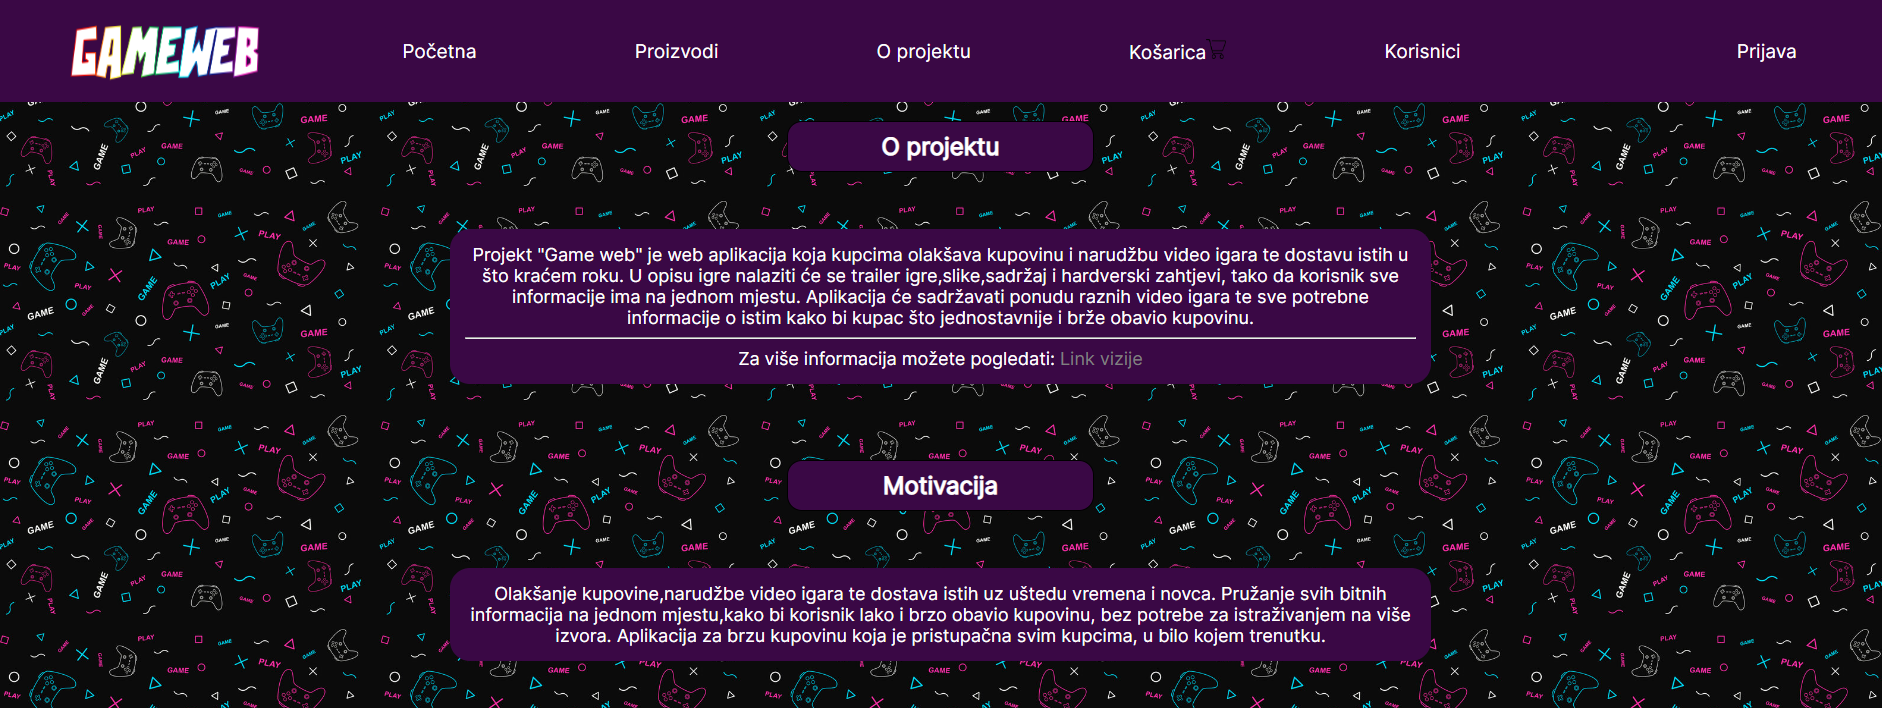 GAMEWEB
Početna
Proizvodi
O projektu
Košarica
Korisnici
Prijava
O projektu
Projekt "Game web" je web aplikacija koja kupcima olakšava kupovinu i narudžbu video igara te dostavu istih u
što kraćem roku. U opisu igre nalaziti će se trailer igre,slike,sadržaj i hardverski zahtjevi, tako da korisnik sve
informacije ima na jednom mjestu. Aplikacija će sadržavati ponudu raznih video igara te sve potrebne
informacije o istim kako bi kupac što jednostavnije i brže obavio kupovinu.
Za više informacija možete pogledati: Link vizije
Motivacija
Olakšanje kupovine,narudžbe video igara te dostava istih uz uštedu vremena i novca. Pružanje svih bitnih
informacija na jednom mjestu,kako bi korisnik lako i brzo obavio kupovinu, bez potrebe za istraživanjem na više
izvora. Aplikacija za brzu kupovinu koja je pristupačna svim kupcima, u bilo kojem trenutku.